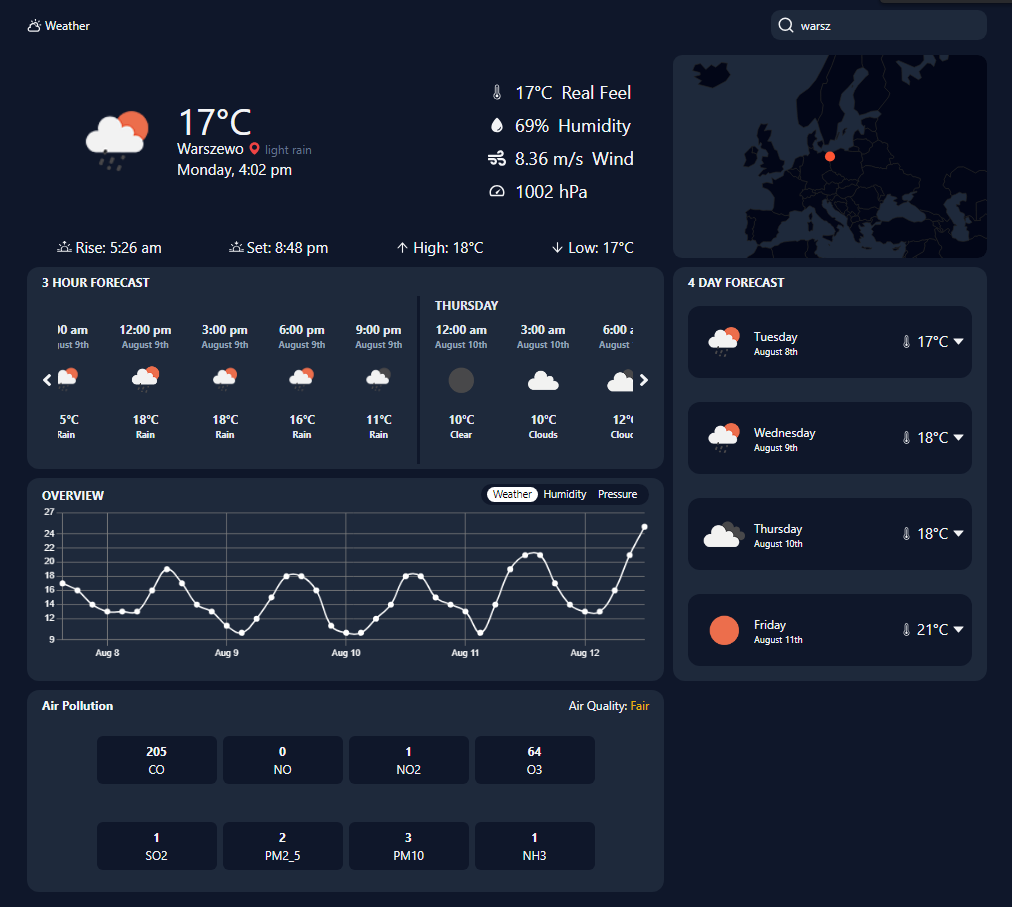 Weather
warsz
17°C
Warszewo light rain
Monday, 4:02 pm
17°C Real Feel
69% Humidity
8.36 m/s Wind
1002 hPa
Rise: 5:26 am
Set: 8:48 pm
High: 18°C
Low: 17°C
3 HOUR FORECAST
THURSDAY
00 am 12:00 pm 3:00 pm 6:00 pm 9:00 pm 12:00 am 3:00 am 6:00
August 9th August 9th August 9th August 9th August 10th August 10th August
5°C 18°C 18°C 16°C 11°C 10°C 10°C 12°
Rain Rain Rain Rain Rain Clear Clouds Clou
4 DAY FORECAST
Tuesday
August 8th
17°C
Wednesday
August 9th
18°C
Thursday
August 10th
18°C
Friday
August 11th
21°C
OVERVIEW
Weather Humidity Pressure
27
24
22
20
18
16
14
12
9
Aug 8 Aug 9 Aug 10 Aug 11 Aug 12
Air Pollution
Air Quality: Fair
205 0 1 64
CO NO NO2 O3
1 2 3 1
SO2 PM2_5 PM10 NH3